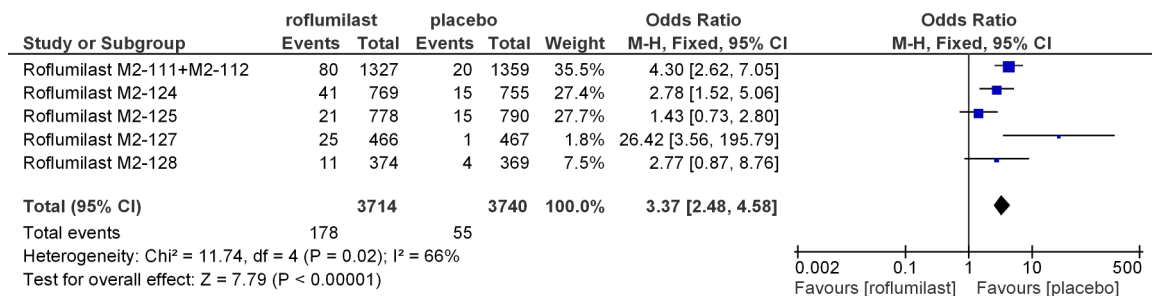 roflumilast placebo Odds Ratio Odds Ratio
Study or Subgroup Events Total Events Total Weight M-H, Fixed, 95% CI M-H, Fixed, 95% CI
Roflumilast M2-111+M2-112 80 1327 20 1359 35.5% 4.30 [2.62, 7.05]
Roflumilast M2-124 41 769 15 755 27.4% 2.78 [1.52, 5.06]
Roflumilast M2-125 21 778 15 790 27.7% 1.43 [0.73, 2.80]
Roflumilast M2-127 25 466 1 467 1.8% 26.42 [3.56, 195.79]
Roflumilast M2-128 11 374 4 369 7.5% 2.77 [0.87, 8.76]
Total (95% CI) 3714 3740 100.0% 3.37 [2.48, 4.58]
Total events 178 55
Heterogeneity: Chi² = 11.74, df = 4 (P = 0.02); I² = 66%
Test for overall effect: Z = 7.79 (P < 0.00001)
0.002 0.1 1 10 500
Favours [roflumilast] Favours [placebo]